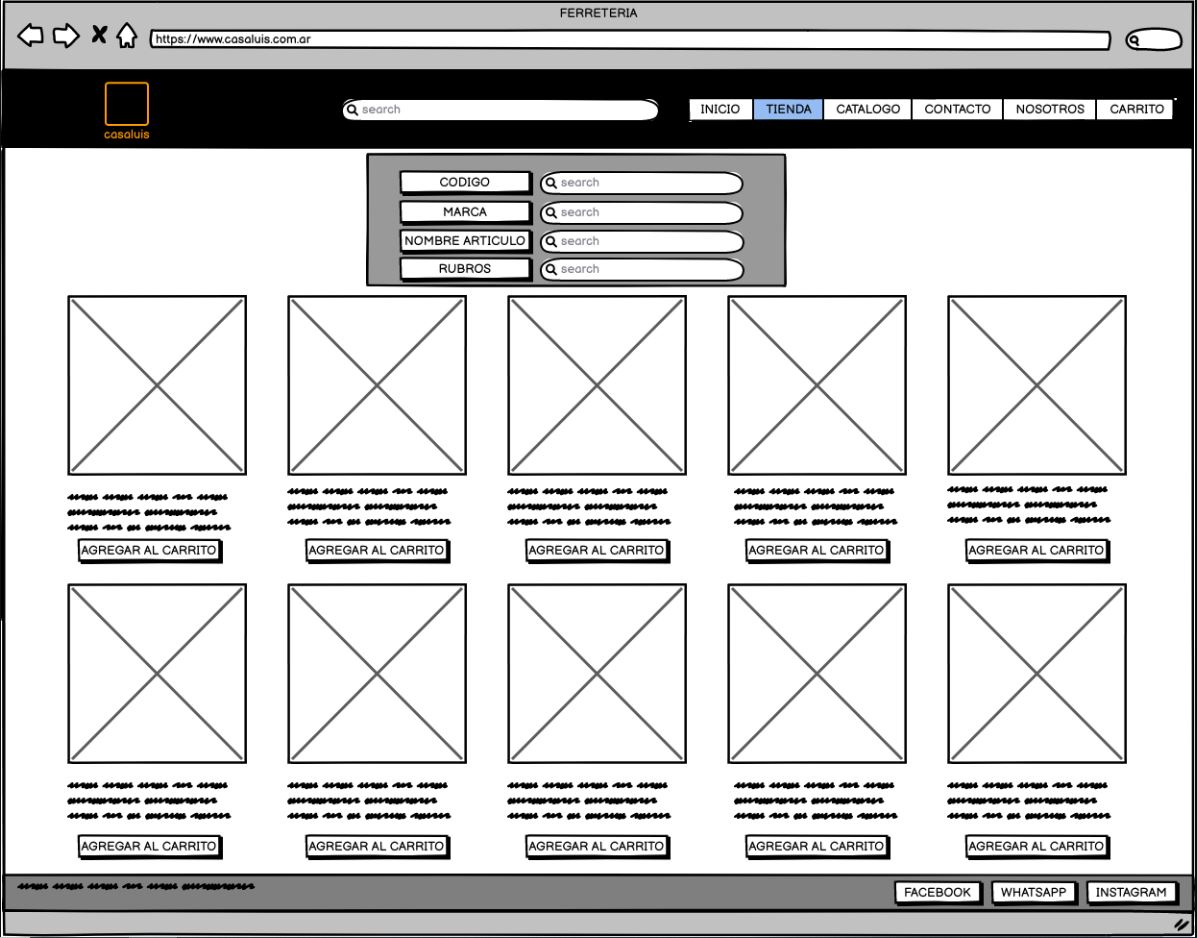 FERRETERIA
https://www.casaluis.com.ar
casaluis
search
INICIO TIENDA CATALOGO CONTACTO NOSOTROS CARRITO
CODIGO search
MARCA search
NOMBRE ARTICULO search
RUBROS search
AGREGAR AL CARRITO AGREGAR AL CARRITO AGREGAR AL CARRITO AGREGAR AL CARRITO AGREGAR AL CARRITO
AGREGAR AL CARRITO AGREGAR AL CARRITO AGREGAR AL CARRITO AGREGAR AL CARRITO AGREGAR AL CARRITO
FACEBOOK WHATSAPP INSTAGRAM